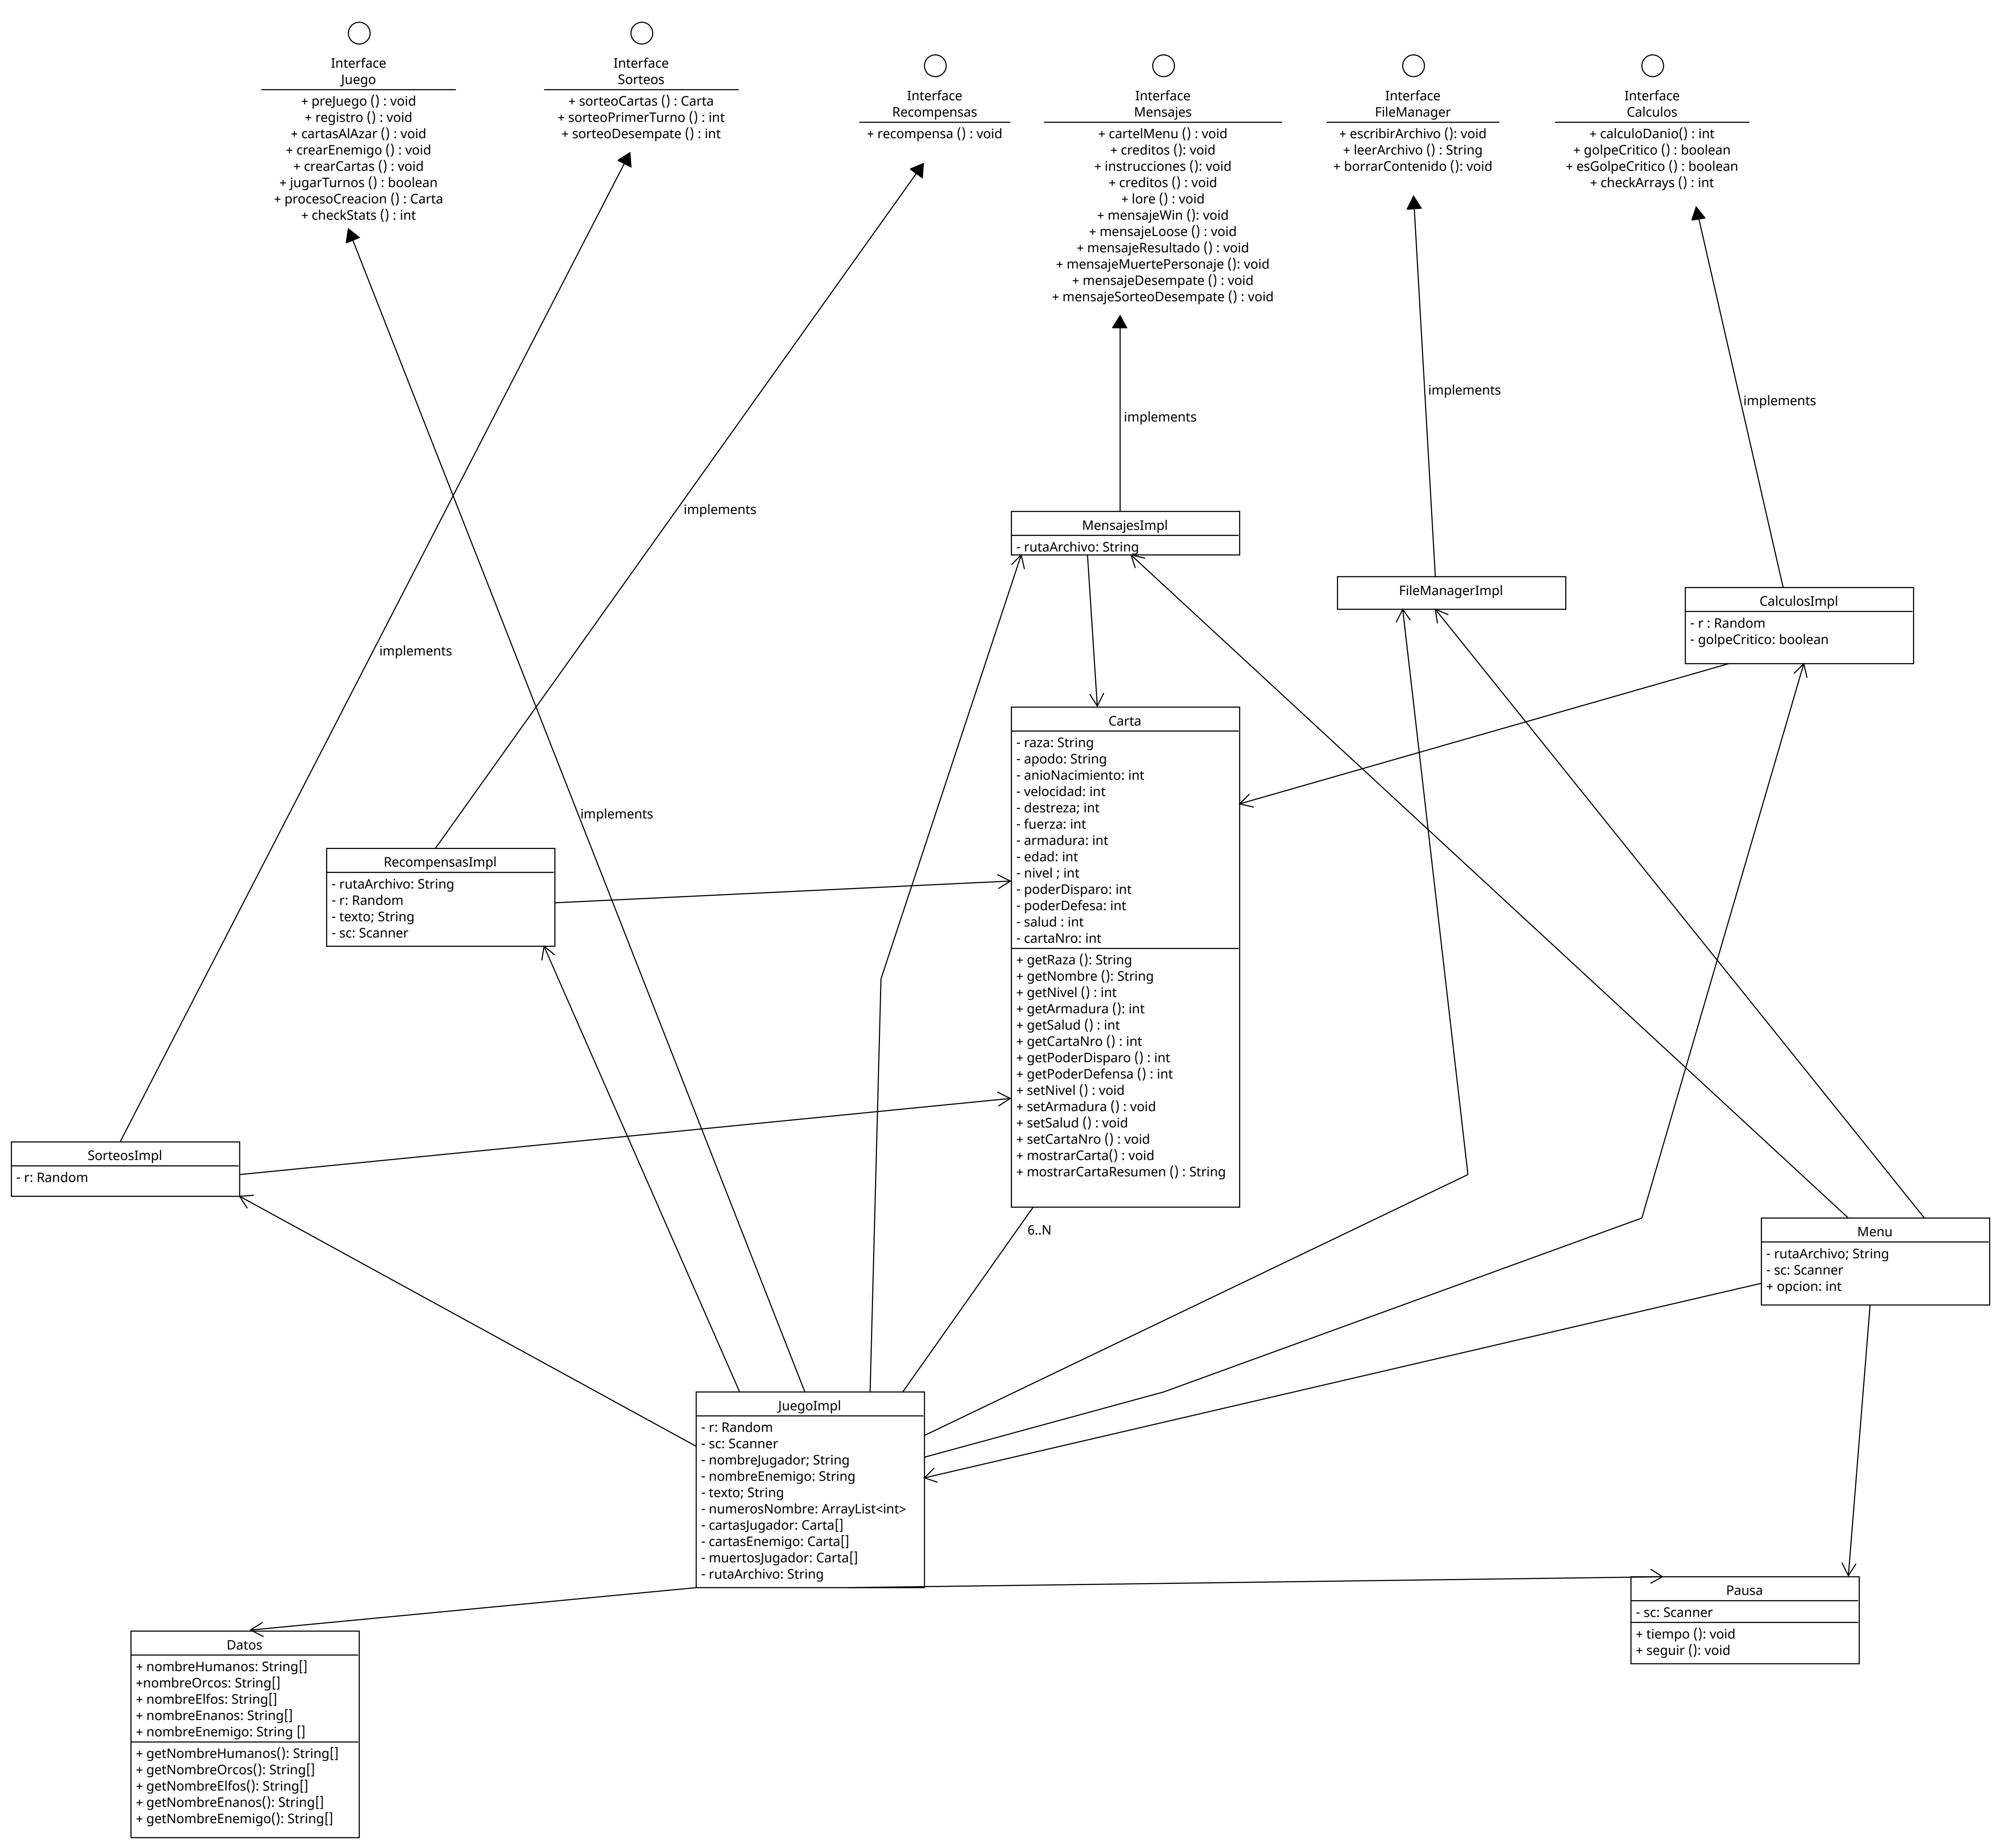 Interface
Juego
+ preJuego () : void
+ registro () : void
+ cartasAlAzar () : void
+ crearEnemigo () : void
+ crearCartas () : void
+ jugarTurnos () : boolean
+ procesoCreacion () : Carta
+ checkStats () : int
Interface
Sorteos
+ sorteoCartas () : Carta
+ sorteoPrimerTurno () : int
+ sorteoDesempate () : int
Interface
Recompensas
+ recompensa () : void
Interface
Mensajes
+ cartelMenu () : void
+ creditos (): void
+ instrucciones (): void
+ creditos () : void
+ lore () : void
+ mensajeWin (): void
+ mensajeLoose () : void
+ mensajeResultado () : void
+ mensajeMuertePersonaje (): void
+ mensajeDesempate () : void
+ mensajeSorteoDesempate () : void
Interface
FileManager
+ escribirArchivo (): void
+ leerArchivo () : String
+ borrarContenido (): void
Interface
Calculos
+ calculoDanio() : int
+ golpeCritico () : boolean
+ esGolpeCritico () : boolean
+ checkArrays () : int
implements
implements
implements
implements
implements
implements
MensajesImpl
- rutaArchivo: String
FileManagerImpl
CalculosImpl
- r : Random
- golpeCritico: boolean
Carta
- raza: String
- apodo: String
- anioNacimiento: int
- velocidad: int
- destreza; int
- fuerza: int
- armadura: int
- edad: int
- nivel ; int
- poderDisparo: int
- poderDefesa: int
- salud : int
- cartaNro: int
+ getRaza (): String
+ getNombre (): String
+ getNivel () : int
+ getArmadura (): int
+ getSalud () : int
+ getCartaNro () : int
+ getPoderDisparo () : int
+ getPoderDefensa () : int
+ setNivel () : void
+ setArmadura () : void
+ setSalud () : void
+ setCartaNro () : void
+ mostrarCarta() : void
+ mostrarCartaResumen () : String
6..N
RecompensasImpl
- rutaArchivo: String
- r: Random
- texto; String
- sc: Scanner
SorteosImpl
- r: Random
Menu
- rutaArchivo; String
- sc: Scanner
+ opcion: int
JuegoImpl
- r: Random
- sc: Scanner
- nombreJugador; String
- nombreEnemigo: String
- texto; String
- numerosNombre: ArrayList<int>
- cartasJugador: Carta[]
- cartasEnemigo: Carta[]
- muertosJugador: Carta[]
- rutaArchivo: String
Pausa
- sc: Scanner
+ tiempo (): void
+ seguir (): void
Datos
+ nombreHumanos: String[]
+nombreOrcos: String[]
+ nombreElfos: String[]
+ nombreEnanos: String[]
+ nombreEnemigo: String []
+ getNombreHumanos(): String[]
+ getNombreOrcos(): String[]
+ getNombreElfos(): String[]
+ getNombreEnanos(): String[]
+ getNombreEnemigo(): String[]